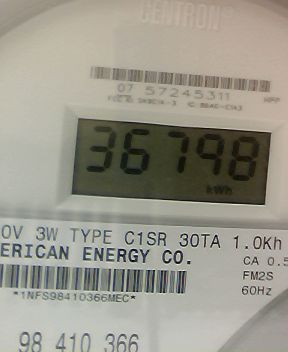 CENTRON®
07 57245311
36798
kWh
0V 3W TYPE C1SR 30TA 1.0Kh
ERICAN ENERGY CO.
CA 0.5
FM2S
*1NFS98410366MEC*
60Hz
98 410 366